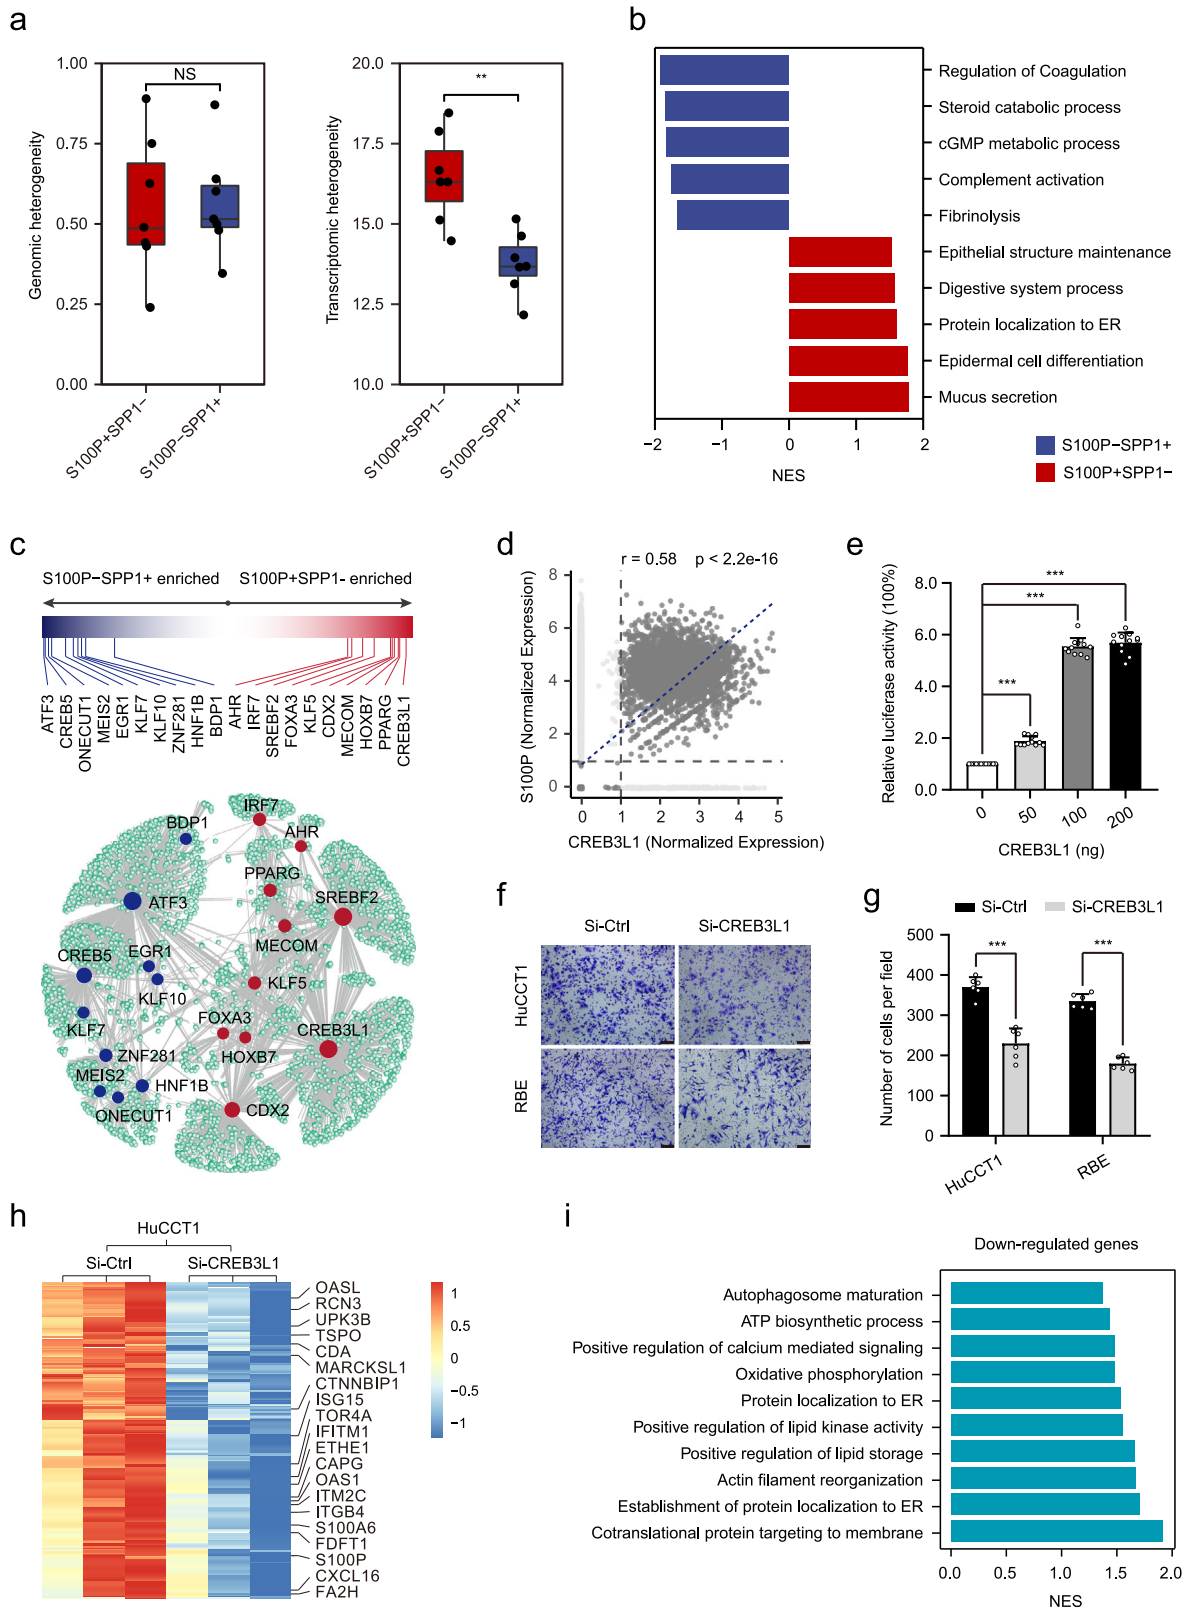 a
1.00
0.75
0.50
0.25
0.00
Genomic heterogeneity
NS
S100P+SPP1−
S100P−SPP1+
20.0
17.5
15.0
12.5
10.0
Transcriptomic heterogeneity
**
S100P+SPP1−
S100P−SPP1+
b
Regulation of Coagulation
Steroid catabolic process
cGMP metabolic process
Complement activation
Fibrinolysis
Epithelial structure maintenance
Digestive system process
Protein localization to ER
Epidermal cell differentiation
Mucus secretion
−2 −1 0 1 2
NES
S100P−SPP1+
S100P+SPP1−
c
S100P−SPP1+ enriched S100P+SPP1- enriched
ATF3
CREB5
ONECUT1
MEIS2
EGR1
KLF7
KLF10
ZNF281
HNF1B
BDP1
AHR
IRF7
SREBF2
FOXA3
KLF5
CDX2
MECOM
HOXB7
PPARG
CREB3L1
IRF7
BDP1
AHR
PPARG
ATF3
SREBF2
MECOM
EGR1
CREB5
KLF5
KLF10
FOXA3
KLF7
CREB3L1
HOXB7
ZNF281
MEIS2
HNF1B
ONECUT1
CDX2
d
r = 0.58 p < 2.2e-16
8
6
4
2
0
S100P (Normalized Expression)
0 1 2 3 4 5
CREB3L1 (Normalized Expression)
e
8.0
6.0
4.0
2.0
0.0
Relative luciferase activity (100%)
***
***
***
0
50
100
200
CREB3L1 (ng)
f
Si-Ctrl Si-CREB3L1
HuCCT1
RBE
g
Si-Ctrl Si-CREB3L1
500
400
300
200
100
0
Number of cells per field
***
***
HuCCT1
RBE
h
HuCCT1
Si-Ctrl Si-CREB3L1
OASL
RCN3
UPK3B
TSPO
CDA
MARCKSL1
CTNNBIP1
ISG15
TOR4A
IFITM1
ETHE1
CAPG
OAS1
ITM2C
ITGB4
S100A6
FDFT1
S100P
CXCL16
FA2H
1
0.5
0
−0.5
−1
i
Down-regulated genes
Autophagosome maturation
ATP biosynthetic process
Positive regulation of calcium mediated signaling
Oxidative phosphorylation
Protein localization to ER
Positive regulation of lipid kinase activity
Positive regulation of lipid storage
Actin filament reorganization
Establishment of protein localization to ER
Cotranslational protein targeting to membrane
0.0 0.5 1.0 1.5 2.0
NES